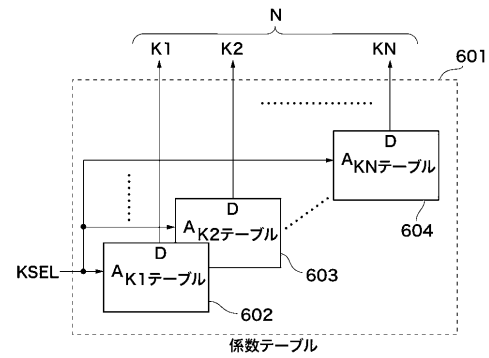 N
K1 K2 KN
601
D
A KNテーブル
604
D
A K2テーブル
603
D
KSEL A K1テーブル
602
係数テーブル